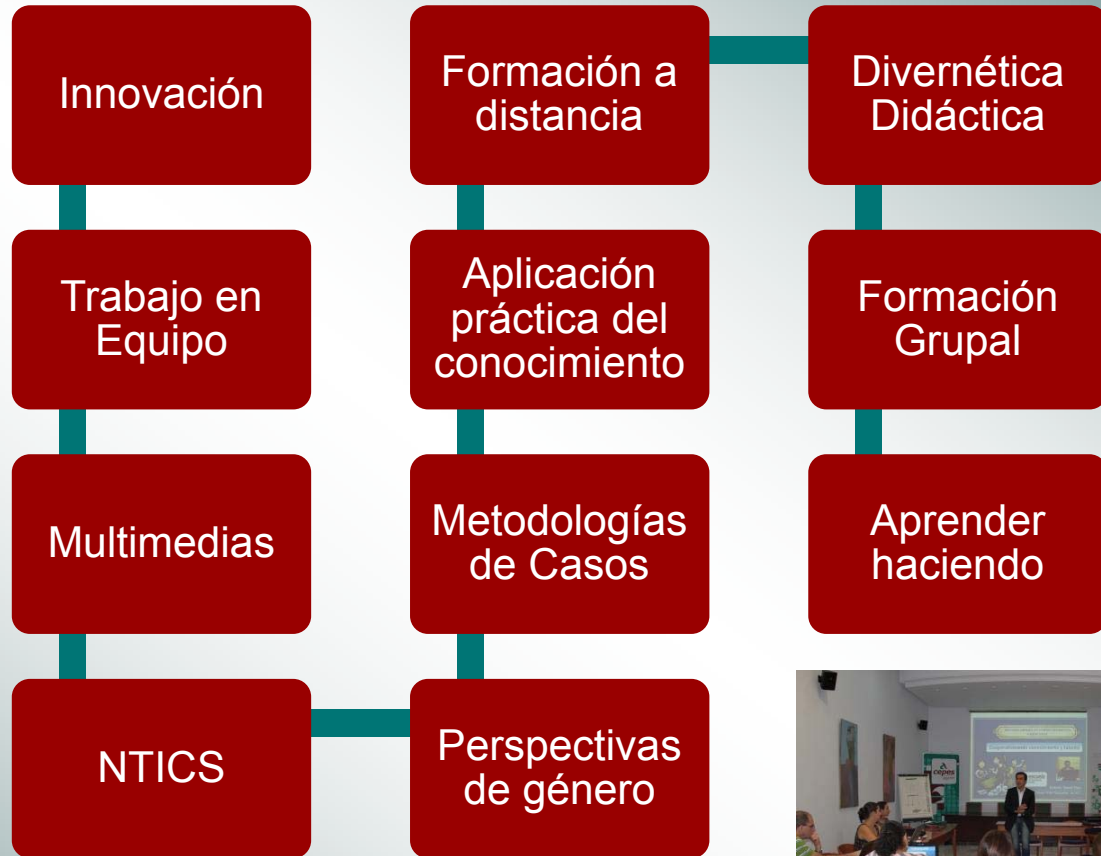 Innovación
Trabajo en
Equipo
Multimedias
NTICS
Perspectivas
de género
Metodologías
de Casos
Aplicación
práctica del
conocimiento
Formación a
distancia
Divernética
Didáctica
Formación
Grupal
Aprender
haciendo
cepes